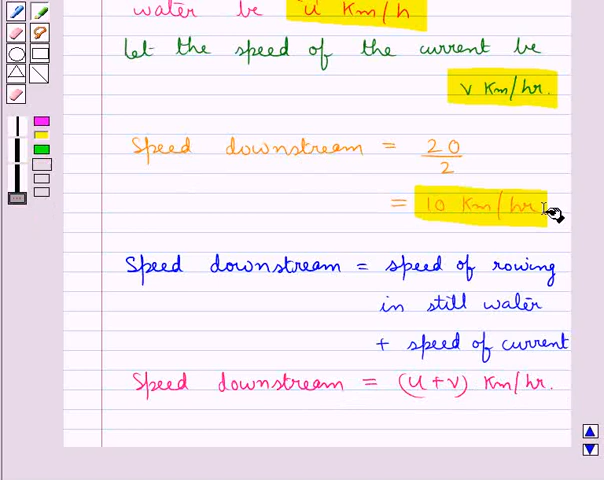 water be u Km/h
let the speed of the current be
v Km/hr.
Speed downstream = 20/2
= 10 Km/hr
Speed downstream = speed of rowing
in still water
+ speed of current
Speed downstream = (u+v) Km/hr.